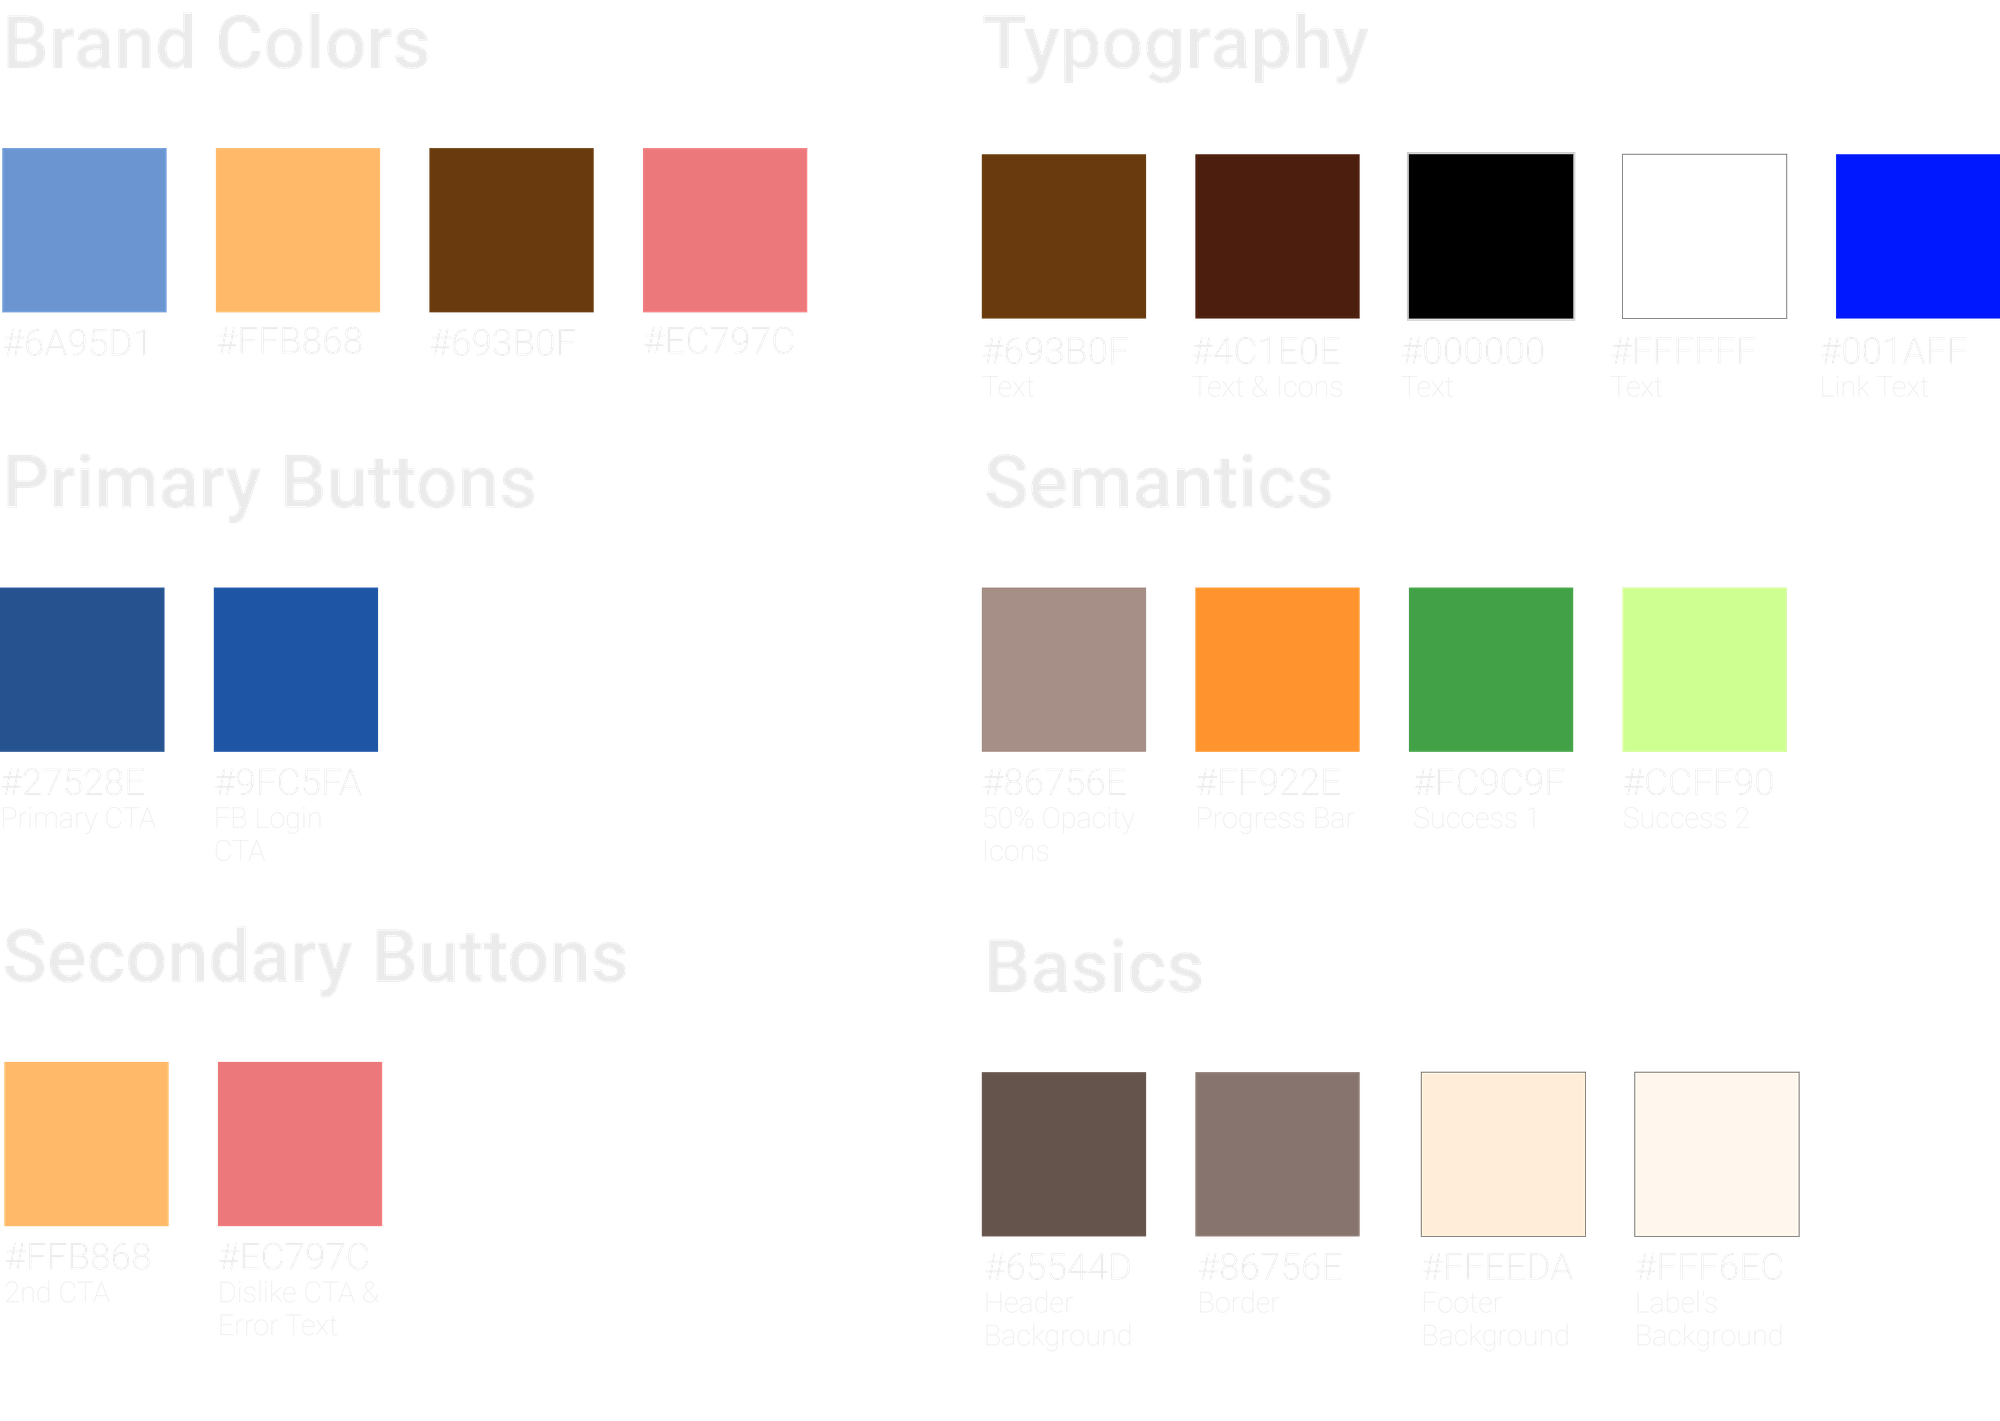 Brand Colors
#6A95D1
#FFB868
#693B0F
#EC797C
Typography
#693B0F
Text
#4C1E0E
Text & Icons
#000000
Text
#FFFFFF
Text
#001AFF
Link Text
Primary Buttons
#27528E
Primary CTA
#9FC5FA
FB Login
CTA
Semantics
#86756E
50% Opacity
Icons
#FF922E
Progress Bar
#FC9C9F
Success 1
#CCFF90
Success 2
Secondary Buttons
#FFB868
2nd CTA
#EC797C
Dislike CTA &
Error Text
Basics
#65544D
Header
Background
#86756E
Border
#FFEEDA
Footer
Background
#FFF6EC
Label's
Background